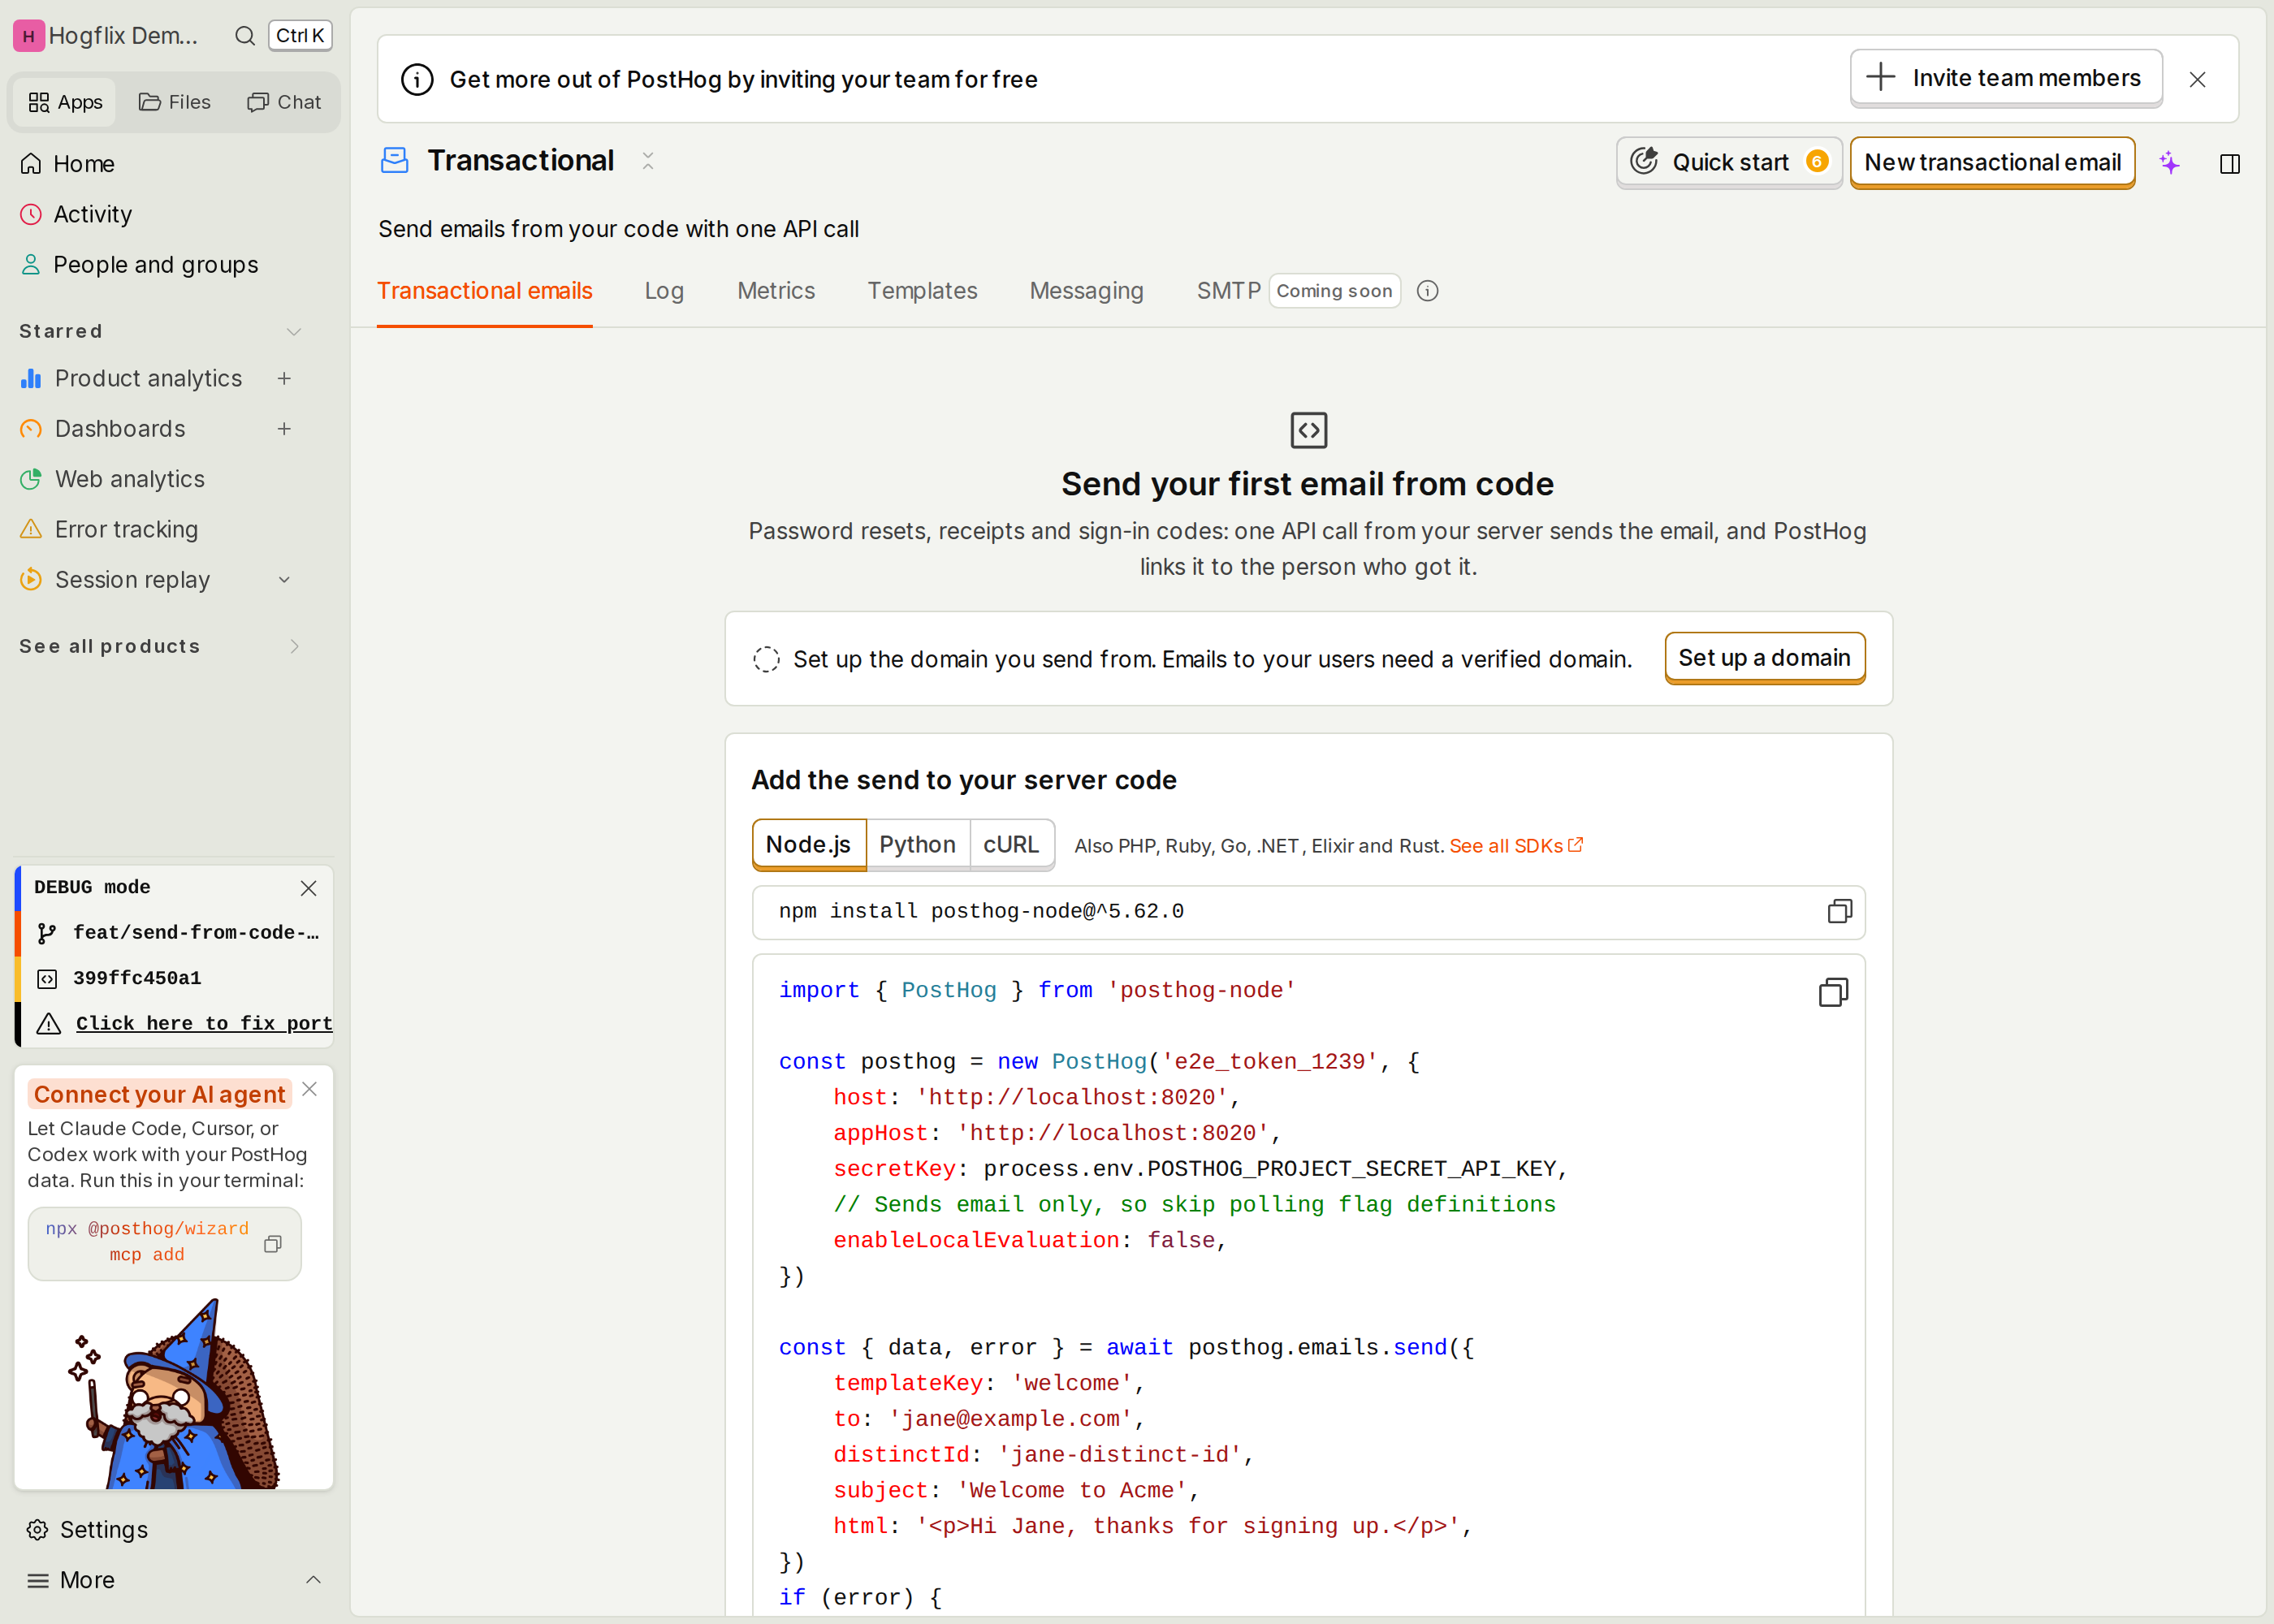 H Hogflix Dem... Ctrl K
Apps Files Chat
Home
Activity
People and groups
Starred
Product analytics
Dashboards
Web analytics
Error tracking
Session replay
See all products
DEBUG mode
feat/send-from-code-…
399ffc450a1
Click here to fix port
Connect your AI agent
Let Claude Code, Cursor, or
Codex work with your PostHog
data. Run this in your terminal:
npx @posthog/wizard
mcp add
Settings
More
Get more out of PostHog by inviting your team for free
Invite team members
Transactional
Quick start 6
New transactional email
Send emails from your code with one API call
Transactional emails Log Metrics Templates Messaging SMTP Coming soon
Send your first email from code
Password resets, receipts and sign-in codes: one API call from your server sends the email, and PostHog
links it to the person who got it.
Set up the domain you send from. Emails to your users need a verified domain.
Set up a domain
Add the send to your server code
Node.js Python cURL Also PHP, Ruby, Go, .NET, Elixir and Rust. See all SDKs
npm install posthog-node@^5.62.0
import { PostHog } from 'posthog-node'
const posthog = new PostHog('e2e_token_1239', {
host: 'http://localhost:8020',
appHost: 'http://localhost:8020',
secretKey: process.env.POSTHOG_PROJECT_SECRET_API_KEY,
// Sends email only, so skip polling flag definitions
enableLocalEvaluation: false,
})
const { data, error } = await posthog.emails.send({
templateKey: 'welcome',
to: 'jane@example.com',
distinctId: 'jane-distinct-id',
subject: 'Welcome to Acme',
html: '<p>Hi Jane, thanks for signing up.</p>',
})
if (error) {